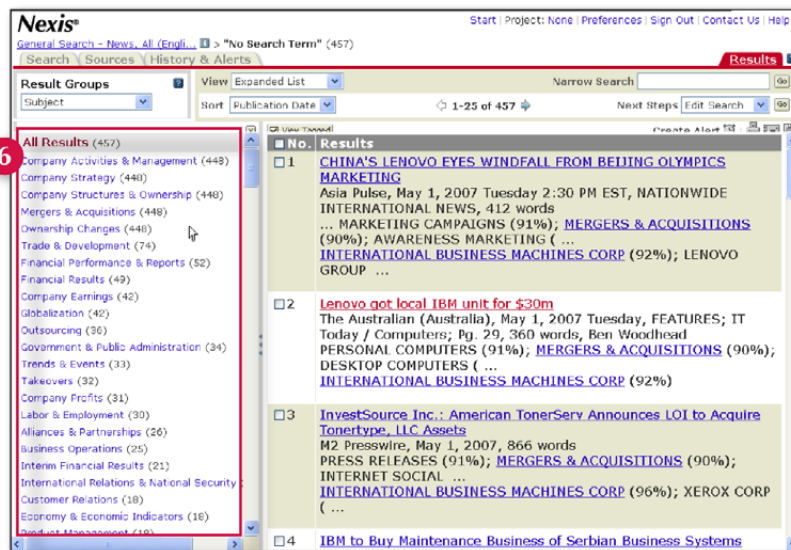 Nexis®
Start | Project: None | Preferences | Sign Out | Contact Us | Help
General Search - News, All (Engli... > "No Search Term" (457)
Search Sources History & Alerts
Results
Result Groups
Subject
View Expanded List
Narrow Search
Go
Sort Publication Date
1-25 of 457
Next Steps Edit Search
Go
View Tagged
Create Alert
6
All Results (457)
Company Activities & Management (448)
Company Strategy (448)
Company Structures & Ownership (448)
Mergers & Acquisitions (448)
Ownership Changes (448)
Trade & Development (74)
Financial Performance & Reports (52)
Financial Results (49)
Company Earnings (42)
Globalization (42)
Outsourcing (36)
Government & Public Administration (34)
Trends & Events (33)
Takeovers (32)
Company Profits (31)
Labor & Employment (30)
Alliances & Partnerships (26)
Business Operations (25)
Interim Financial Results (21)
International Relations & National Security
Customer Relations (18)
Economy & Economic Indicators (18)
Product Management (18)
No. Results
1 CHINA'S LENOVO EYES WINDFALL FROM BEIJING OLYMPICS
MARKETING
Asia Pulse, May 1, 2007 Tuesday 2:30 PM EST, NATIONWIDE
INTERNATIONAL NEWS, 412 words
... MARKETING CAMPAIGNS (91%); MERGERS & ACQUISITIONS
(90%); AWARENESS MARKETING ( ...
INTERNATIONAL BUSINESS MACHINES CORP (92%); LENOVO
GROUP ...
2 Lenovo got local IBM unit for $30m
The Australian (Australia), May 1, 2007 Tuesday, FEATURES; IT
Today / Computers; Pg. 29, 360 words, Ben Woodhead
PERSONAL COMPUTERS (91%); MERGERS & ACQUISITIONS (90%);
DESKTOP COMPUTERS ( ...
INTERNATIONAL BUSINESS MACHINES CORP (92%)
3 InvestSource Inc.: American TonerServ Announces LOI to Acquire
Tonertype, LLC Assets
M2 Presswire, May 1, 2007, 866 words
PRESS RELEASES (91%); MERGERS & ACQUISITIONS (90%);
INTERNET SOCIAL ...
INTERNATIONAL BUSINESS MACHINES CORP (96%); XEROX CORP
( ...
4 IBM to Buy Maintenance Business of Serbian Business Systems